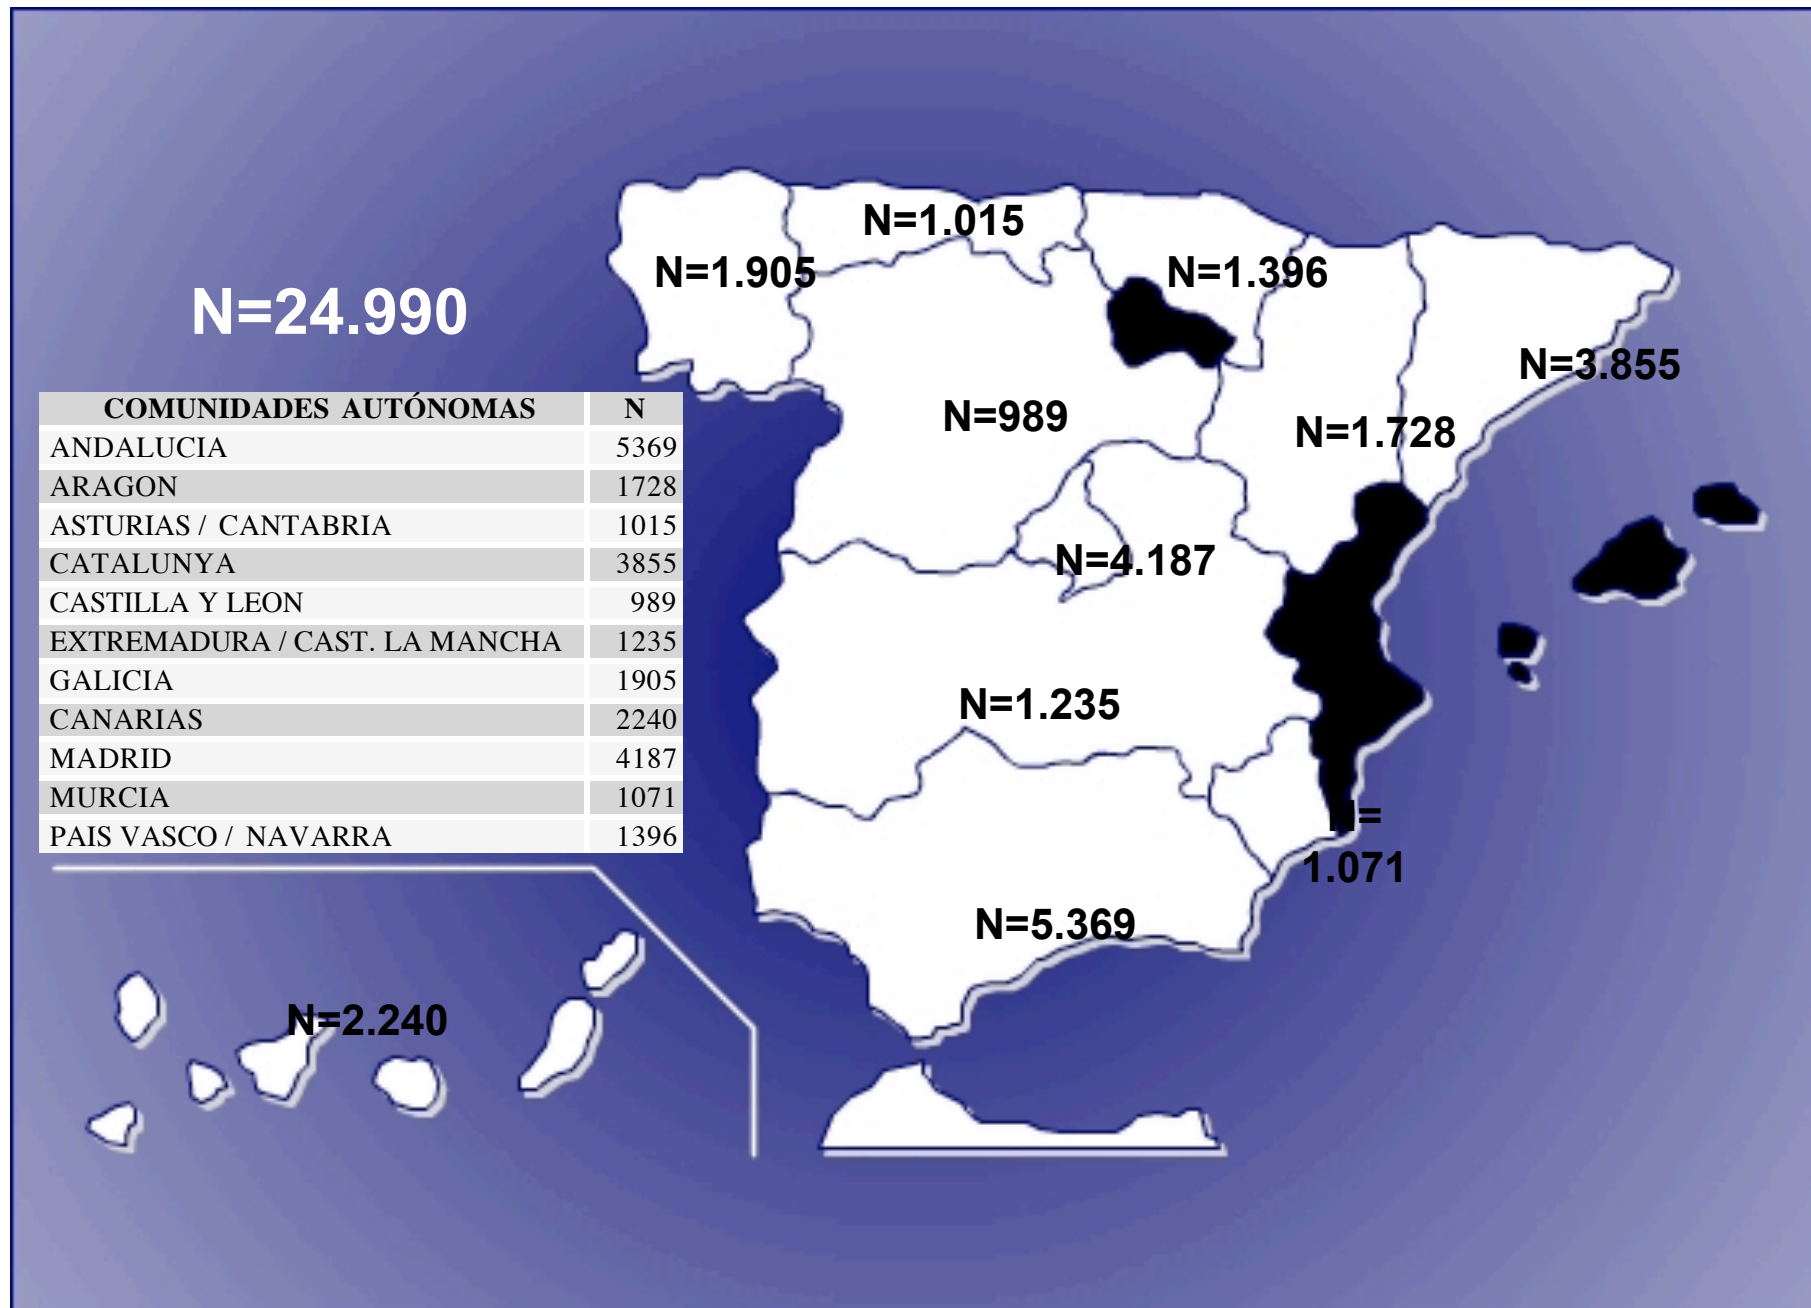 N=1.015
N=1.905
N=1.396
N=24.990
N=3.855
N=989
N=1.728
COMUNIDADES AUTÓNOMAS N
ANDALUCIA 5369
ARAGON 1728
ASTURIAS / CANTABRIA 1015
CATALUNYA 3855
CASTILLA Y LEON 989
EXTREMADURA / CAST. LA MANCHA 1235
GALICIA 1905
CANARIAS 2240
MADRID 4187
MURCIA 1071
PAIS VASCO / NAVARRA 1396
N=4.187
N=1.235
N=
1.071
N=5.369
N=2.240